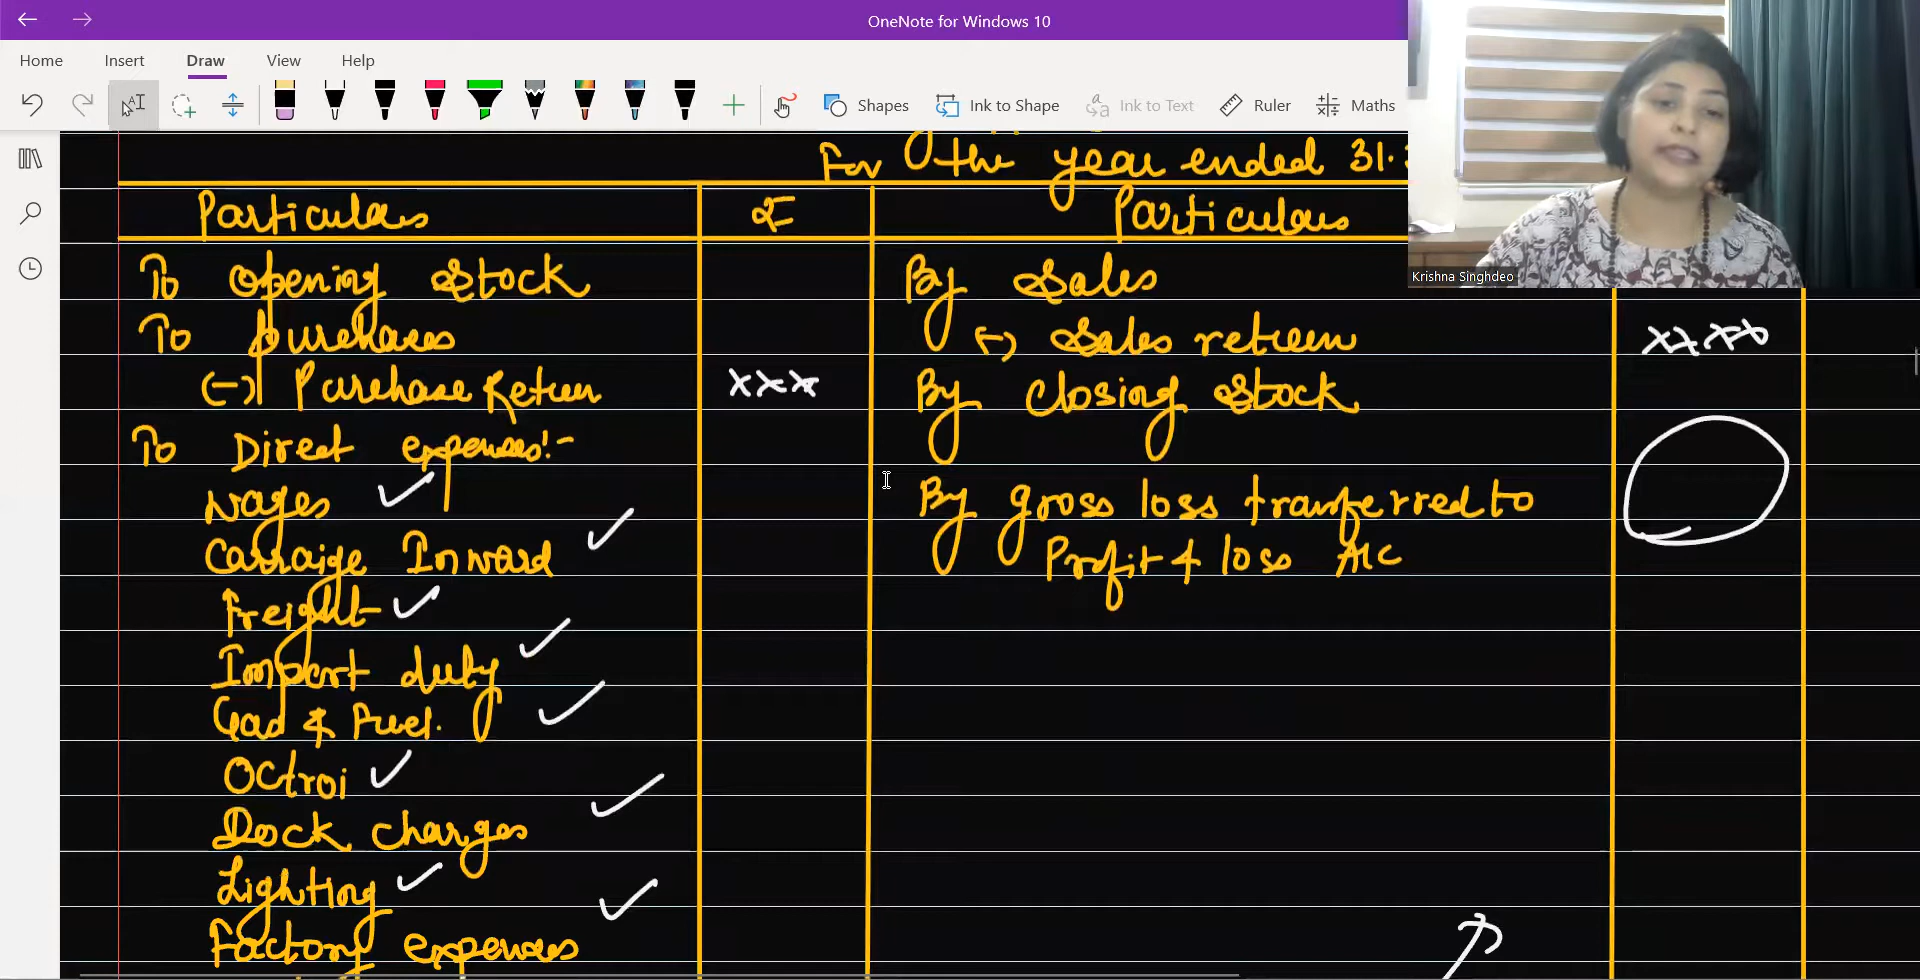 OneNote for Windows 10
Home Insert Draw View Help
Shapes Ink to Shape Ink to Text Ruler Maths
Krishna Singhdeo
For the year ended 31.
Particulars ₹ Particulars
To Opening Stock
To Purchases
(-) Purchase Return xxx
To Direct expenses:-
Wages
Carraige Inward
Freight
Import duty
Gas & Fuel.
Octroi
Dock charges
Lighting
Factory expenses
By Sales
(-) Sales return xxxx
By Closing Stock
By gross loss transferred to
Profit & loss A/C